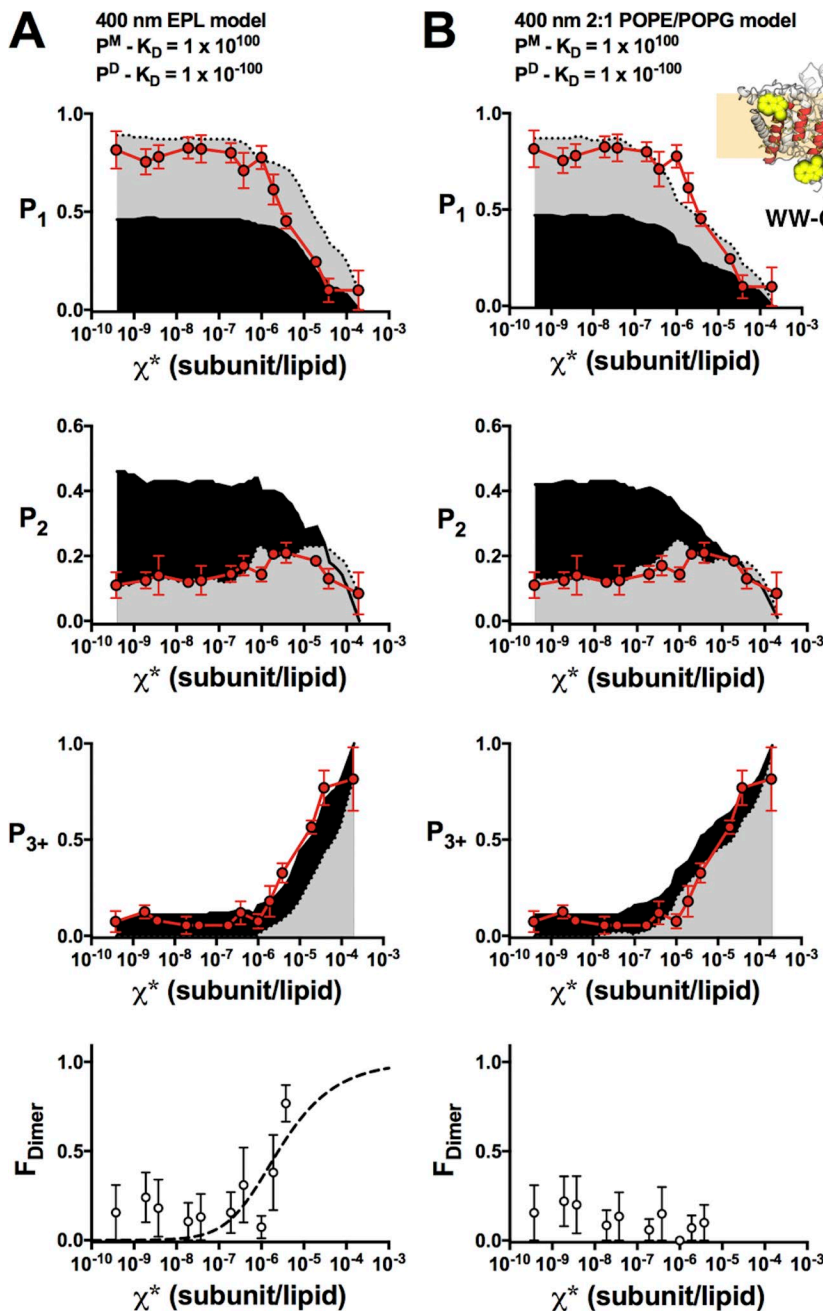 A
400 nm EPL model
P^M - K_D = 1 x 10^100
P^D - K_D = 1 x 10^-100
1.0
P_1
0.5
0.0
10^-10 10^-9 10^-8 10^-7 10^-6 10^-5 10^-4 10^-3
χ* (subunit/lipid)
0.6
0.4
P_2
0.2
0.0
10^-10 10^-9 10^-8 10^-7 10^-6 10^-5 10^-4 10^-3
χ* (subunit/lipid)
1.0
P_3+
0.5
0.0
10^-10 10^-9 10^-8 10^-7 10^-6 10^-5 10^-4 10^-3
χ* (subunit/lipid)
1.0
F_Dimer
0.5
0.0
10^-10 10^-9 10^-8 10^-7 10^-6 10^-5 10^-4 10^-3
χ* (subunit/lipid)
B
400 nm 2:1 POPE/POPG model
P^M - K_D = 1 x 10^100
P^D - K_D = 1 x 10^-100
1.0
P_1
0.5
0.0
WW-
10^-10 10^-9 10^-8 10^-7 10^-6 10^-5 10^-4 10^-3
χ* (subunit/lipid)
0.6
0.4
P_2
0.2
0.0
10^-10 10^-9 10^-8 10^-7 10^-6 10^-5 10^-4 10^-3
χ* (subunit/lipid)
1.0
P_3+
0.5
0.0
10^-10 10^-9 10^-8 10^-7 10^-6 10^-5 10^-4 10^-3
χ* (subunit/lipid)
1.0
F_Dimer
0.5
0.0
10^-10 10^-9 10^-8 10^-7 10^-6 10^-5 10^-4 10^-3
χ* (subunit/lipid)